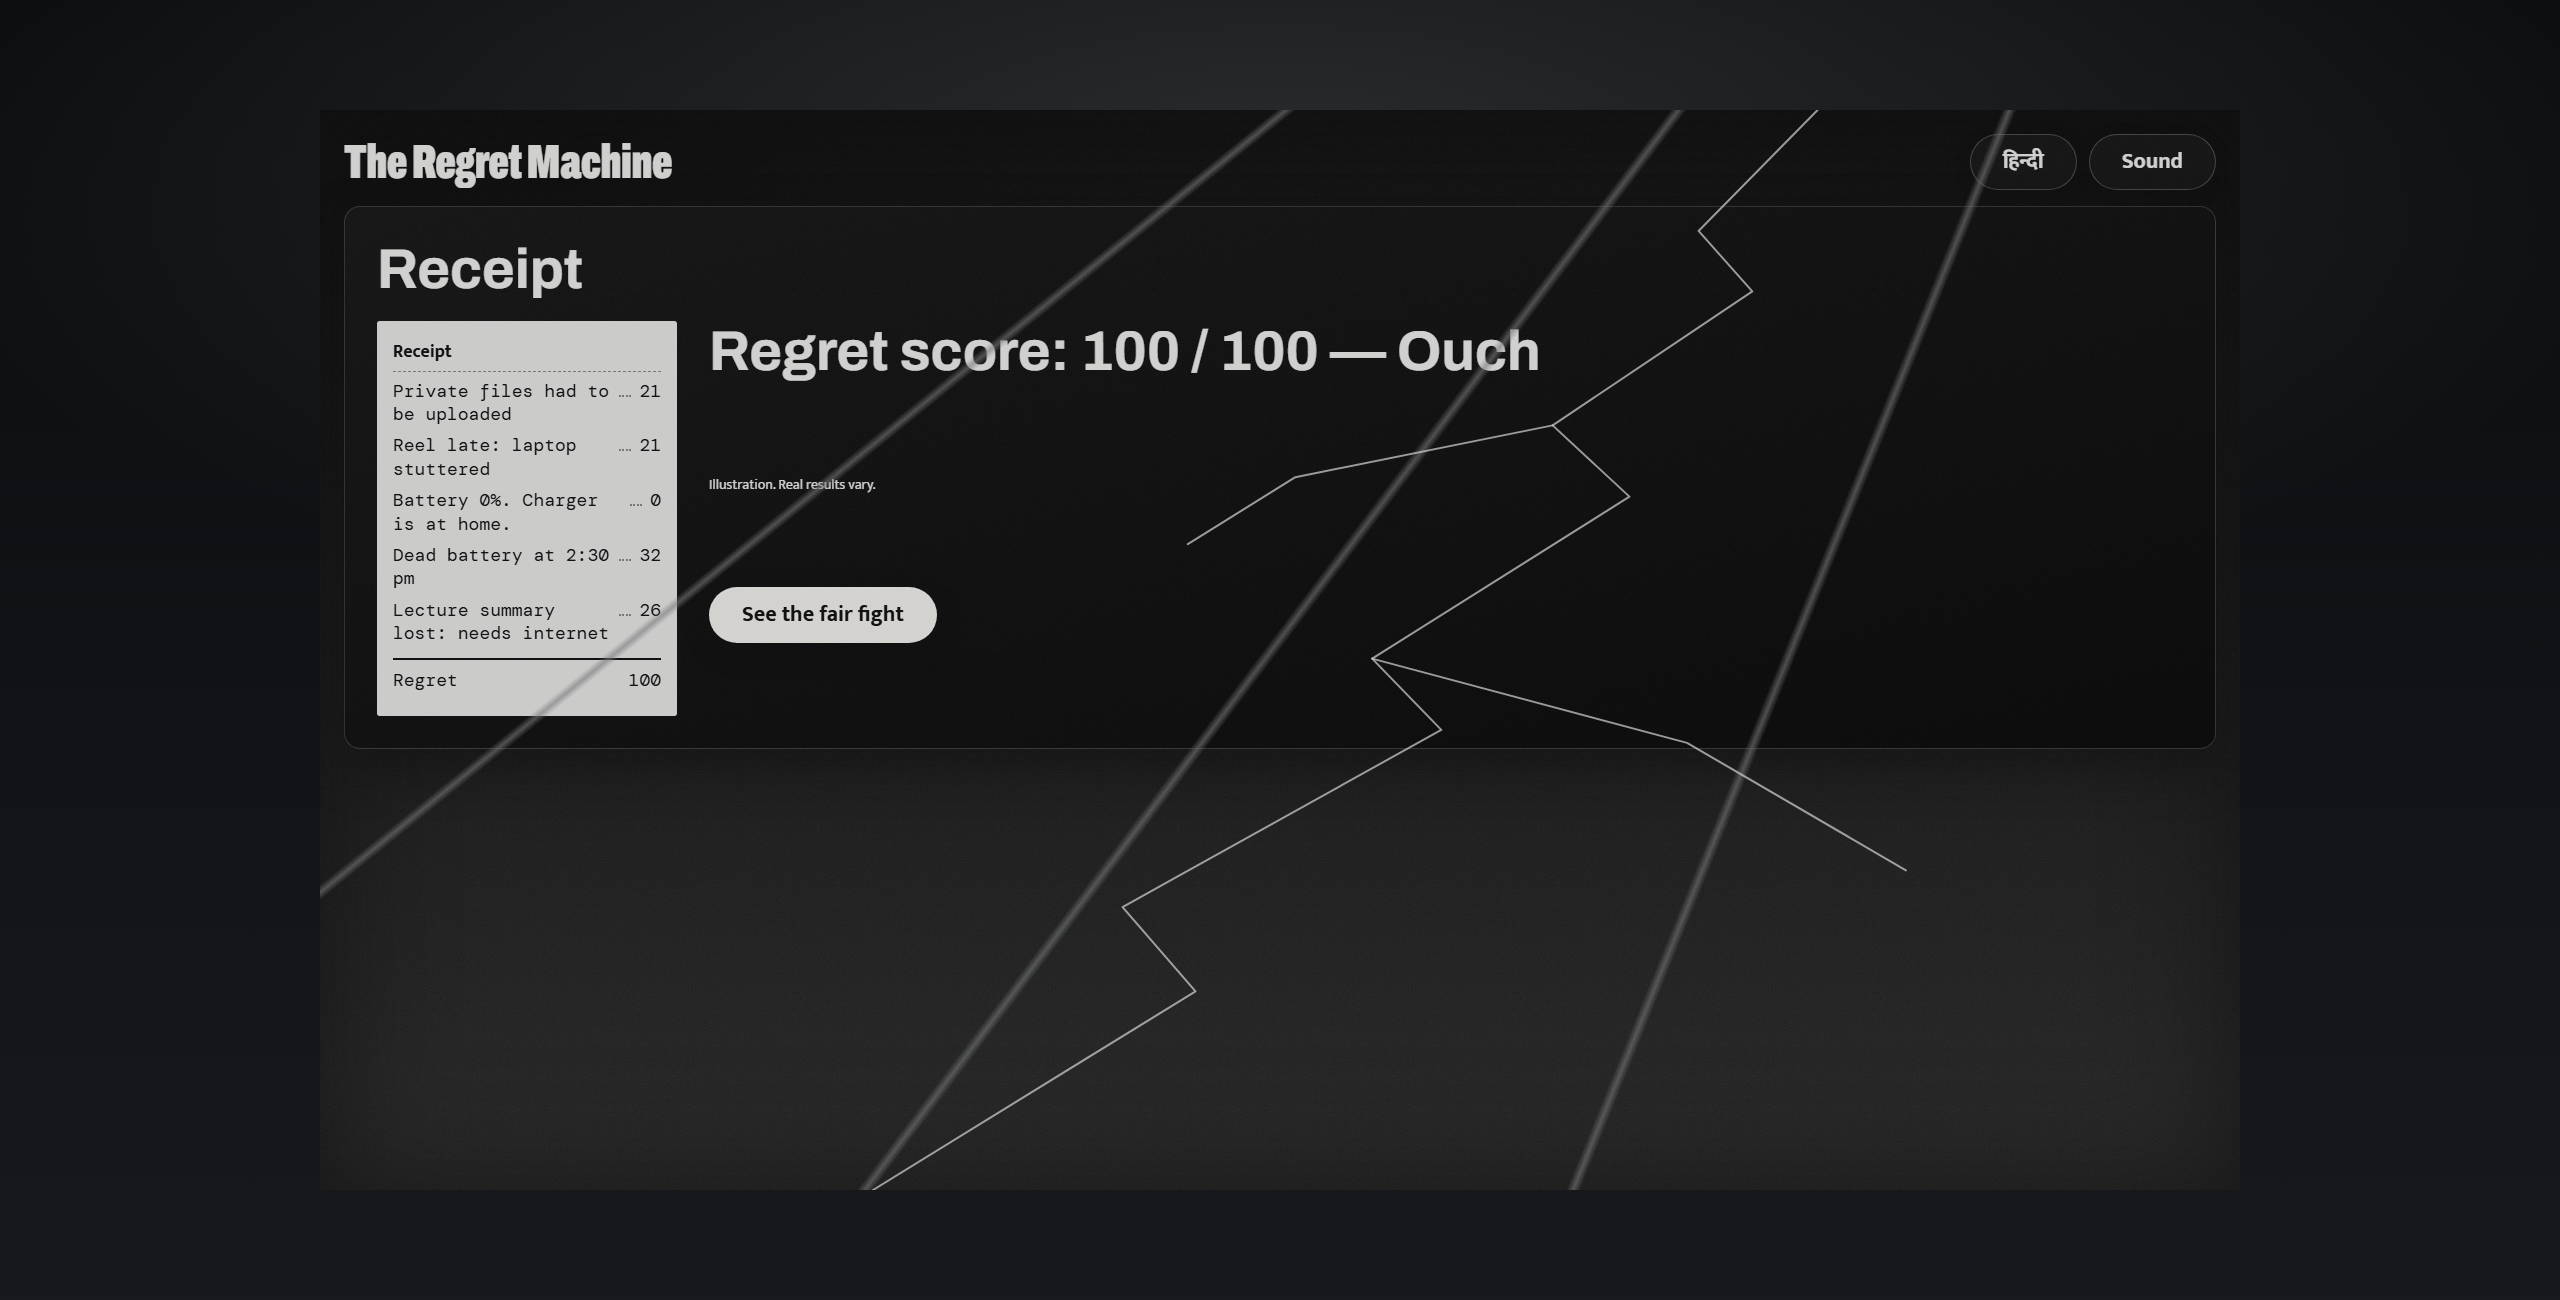 The Regret Machine
हिन्दी
Sound
Receipt
Receipt
Private files had to .... 21
be uploaded
Reel late: laptop .... 21
stuttered
Battery 0%. Charger .... 0
is at home.
Dead battery at 2:30 .... 32
pm
Lecture summary .... 26
lost: needs internet
Regret 100
Regret score: 100 / 100 — Ouch
Illustration. Real results vary.
See the fair fight